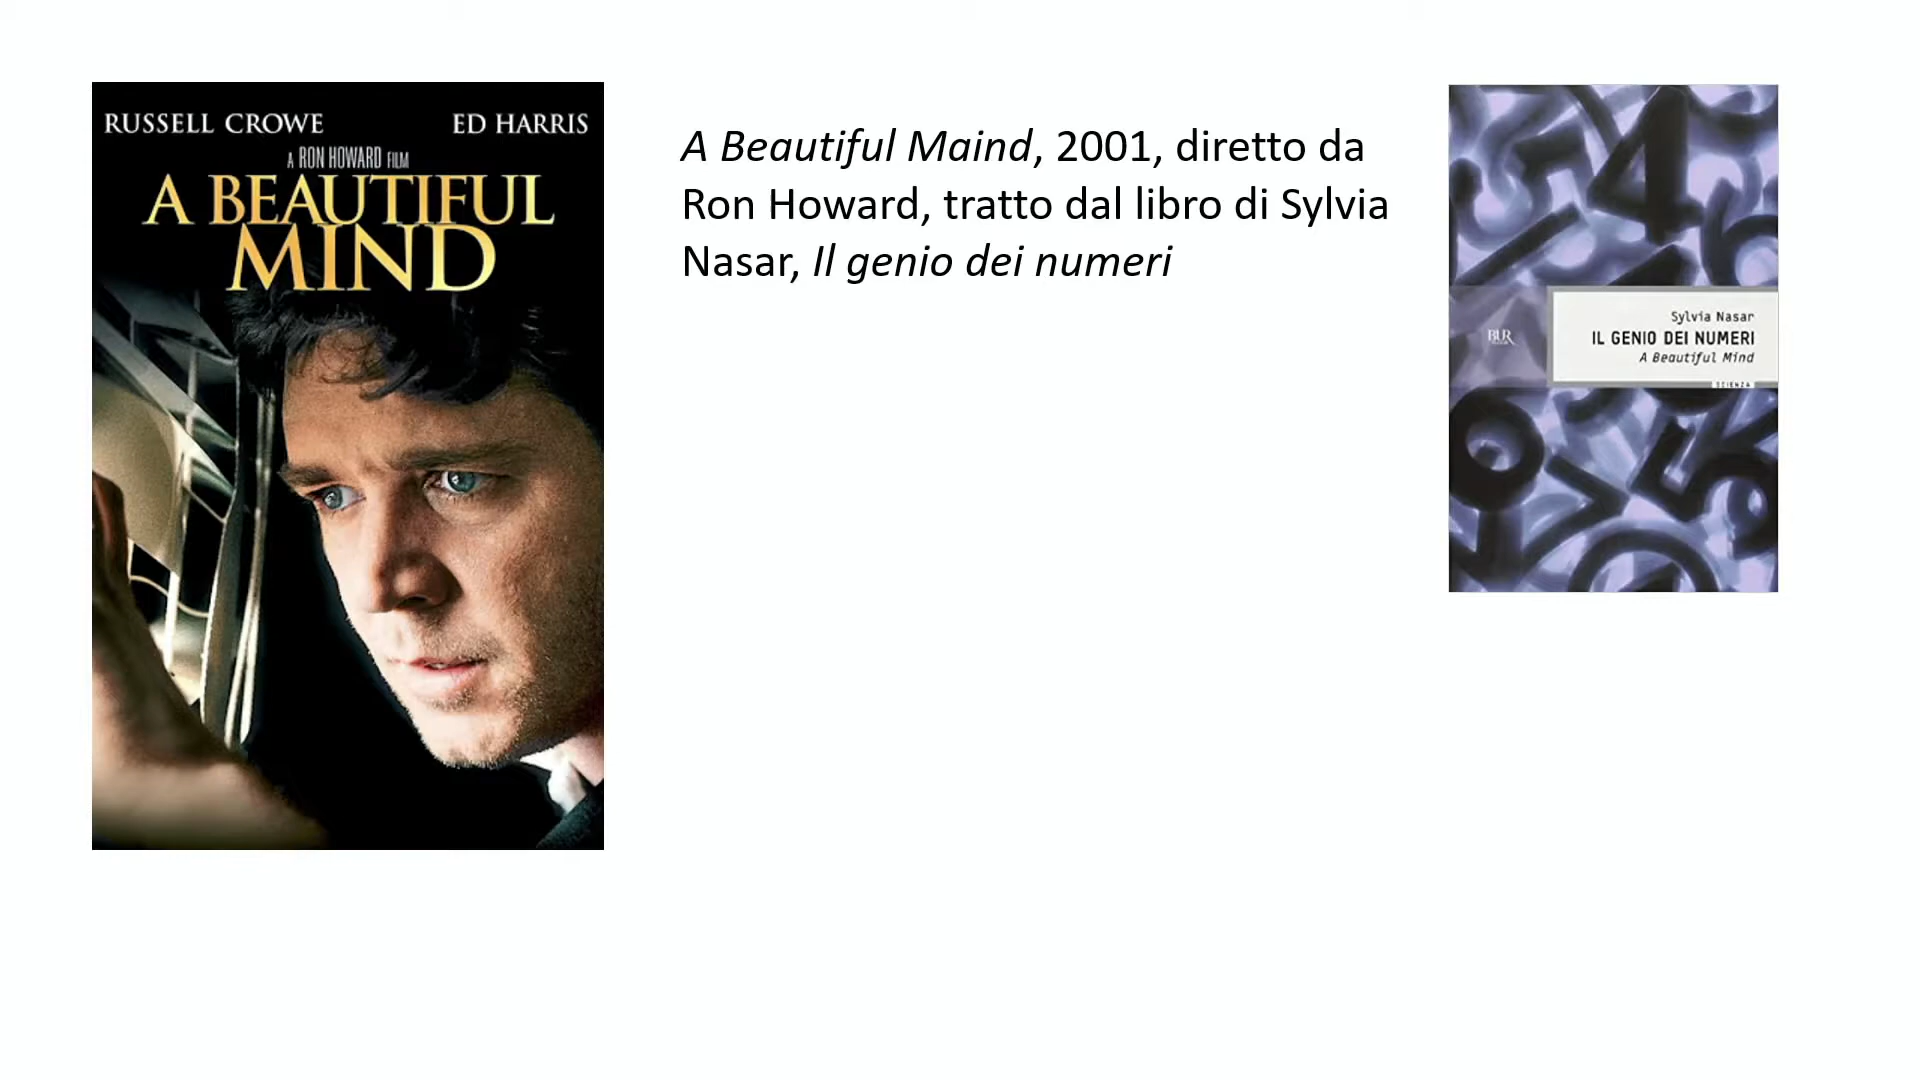 RUSSELL CROWE ED HARRIS
A RON HOWARD FILM
A BEAUTIFUL
MIND
A Beautiful Maind, 2001, diretto da
Ron Howard, tratto dal libro di Sylvia
Nasar, Il genio dei numeri
Sylvia Nasar
IL GENIO DEI NUMERI
A Beautiful Mind
BUR
SCIENZA